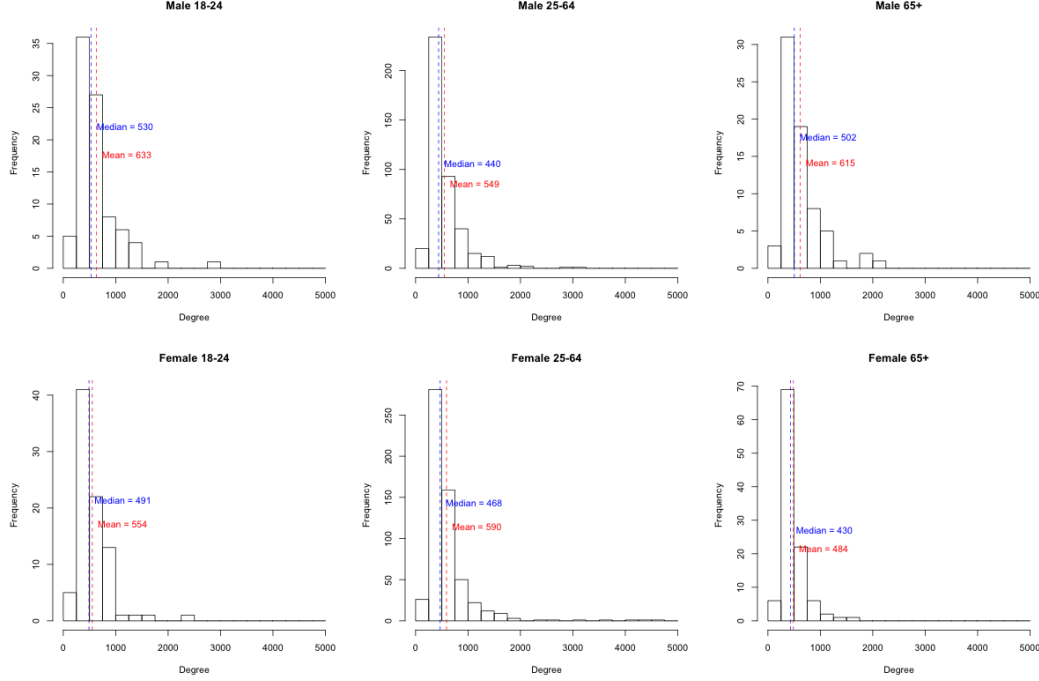 Male 18-24
Frequency
0
5
10
15
20
25
30
35
Median = 530
Mean = 633
0 1000 2000 3000 4000 5000
Degree
Male 25-64
Frequency
0
50
100
150
200
Median = 440
Mean = 549
0 1000 2000 3000 4000 5000
Degree
Male 65+
Frequency
0
5
10
15
20
25
30
Median = 502
Mean = 615
0 1000 2000 3000 4000 5000
Degree
Female 18-24
Frequency
0
10
20
30
40
Median = 491
Mean = 554
0 1000 2000 3000 4000 5000
Degree
Female 25-64
Frequency
0
50
100
150
200
250
Median = 468
Mean = 590
0 1000 2000 3000 4000 5000
Degree
Female 65+
Frequency
0
10
20
30
40
50
60
70
Median = 430
Mean = 484
0 1000 2000 3000 4000 5000
Degree